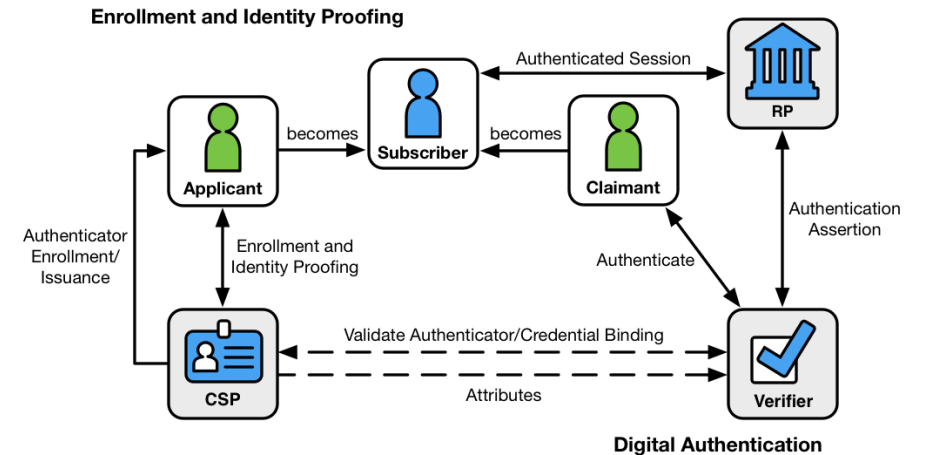 Enrollment and Identity Proofing
Authenticated Session
RP
becomes
Subscriber
becomes
Applicant
Claimant
Authenticator
Enrollment/
Issuance
Enrollment and
Identity Proofing
Authenticate
Authentication
Assertion
Validate Authenticator/Credential Binding
Attributes
CSP
Verifier
Digital Authentication